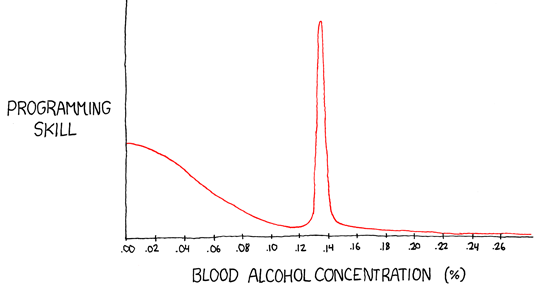 PROGRAMMING
SKILL
.00 .02 .04 .06 .08 .10 .12 .14 .16 .18 .20 .22 .24 .26
BLOOD ALCOHOL CONCENTRATION (%)